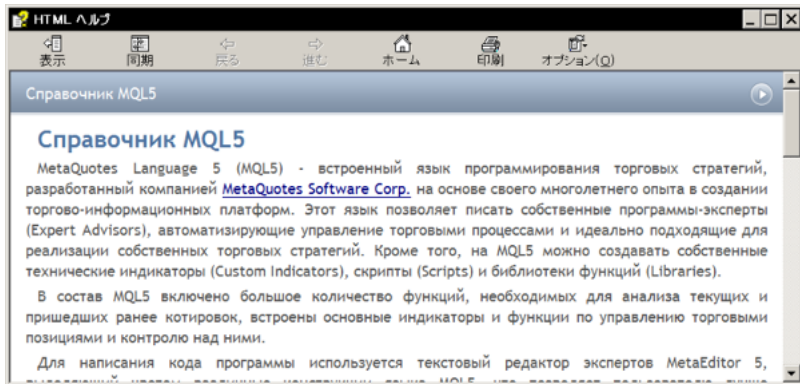 HTML ヘルプ
表示 同期 戻る 進む ホーム 印刷 オプション(O)
Справочник MQL5
Справочник MQL5
MetaQuotes Language 5 (MQL5) - встроенный язык программирования торговых стратегий,
разработанный компанией MetaQuotes Software Corp. на основе своего многолетнего опыта в создании
торгово-информационных платформ. Этот язык позволяет писать собственные программы-эксперты
(Expert Advisors), автоматизирующие управление торговыми процессами и идеально подходящие для
реализации собственных торговых стратегий. Кроме того, на MQL5 можно создавать собственные
технические индикаторы (Custom Indicators), скрипты (Scripts) и библиотеки функций (Libraries).
В состав MQL5 включено большое количество функций, необходимых для анализа текущих и
пришедших ранее котировок, встроены основные индикаторы и функции по управлению торговыми
позициями и контролю над ними.
Для написания кода программы используется текстовый редактор экспертов MetaEditor 5,